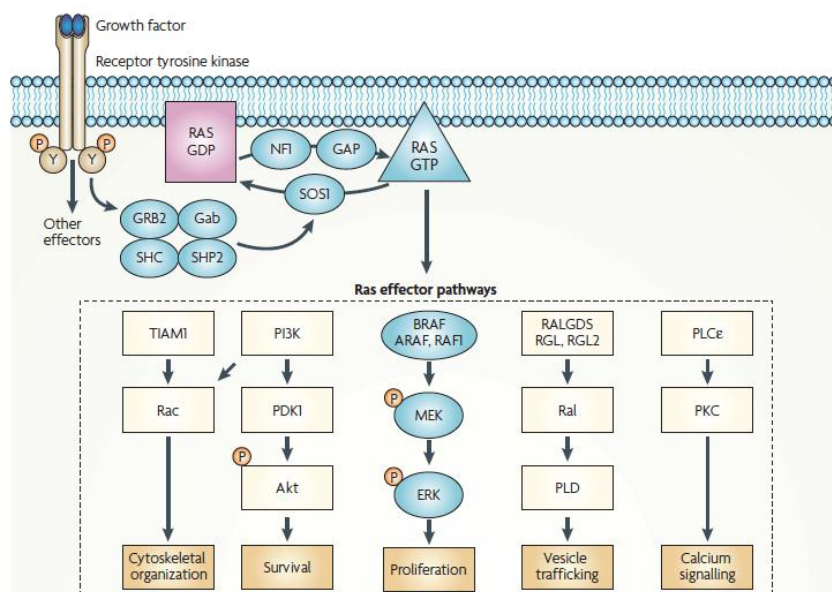 Growth factor
Receptor tyrosine kinase
P
P
Y
Y
RAS
GDP
NF1
GAP
RAS
GTP
SOS1
Other
effectors
GRB2
Gab
SHC
SHP2
Ras effector pathways
TIAM1
PI3K
BRAF
ARAF, RAF1
RALGDS
RGL, RGL2
PLCε
Rac
PDK1
P
MEK
Ral
PKC
P
Akt
P
ERK
PLD
Cytoskeletal
organization
Survival
Proliferation
Vesicle
trafficking
Calcium
signalling